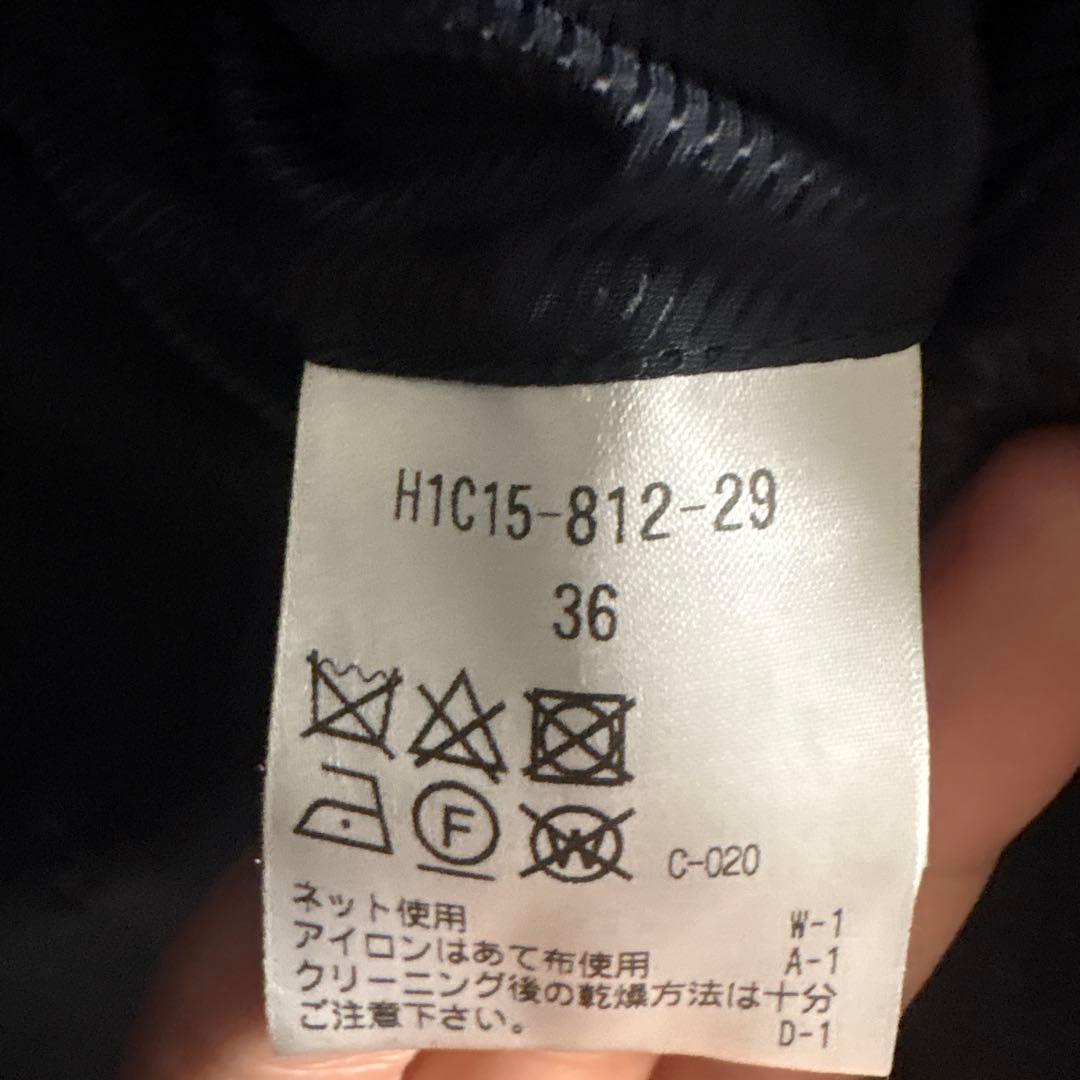 H1C15-812-29
36
F
W
C-020
ネット使用 W-1
アイロンはあて布使用 A-1
クリーニング後の乾燥方法は十分
ご注意下さい。 D-1